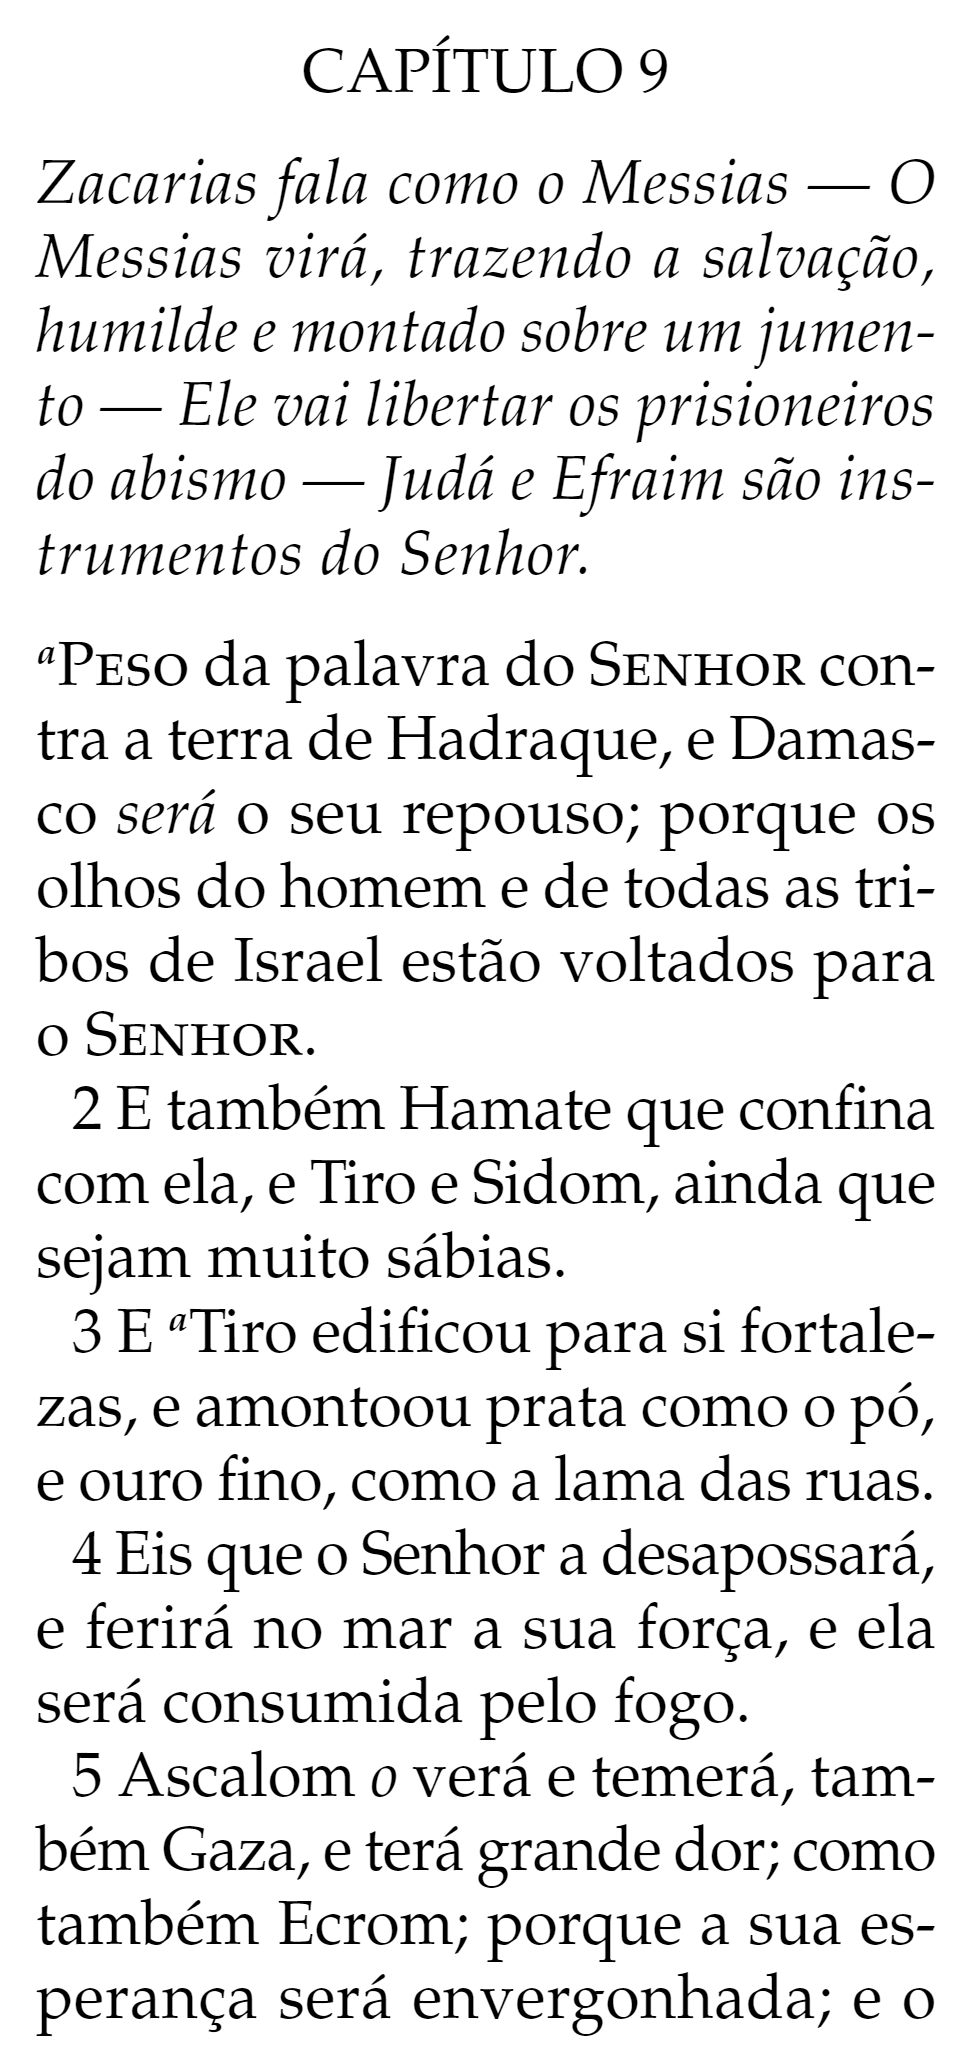 CAPÍTULO 9
Zacarias fala como o Messias — O
Messias virá, trazendo a salvação,
humilde e montado sobre um jumen-
to — Ele vai libertar os prisioneiros
do abismo — Judá e Efraim são ins-
trumentos do Senhor.
aPeso da palavra do Senhor con-
tra a terra de Hadraque, e Damas-
co será o seu repouso; porque os
olhos do homem e de todas as tri-
bos de Israel estão voltados para
o Senhor.
2 E também Hamate que confina
com ela, e Tiro e Sidom, ainda que
sejam muito sábias.
3 E aTiro edificou para si fortale-
zas, e amontoou prata como o pó,
e ouro fino, como a lama das ruas.
4 Eis que o Senhor a desapossará,
e ferirá no mar a sua força, e ela
será consumida pelo fogo.
5 Ascalom o verá e temerá, tam-
bém Gaza, e terá grande dor; como
também Ecrom; porque a sua es-
perança será envergonhada; e o